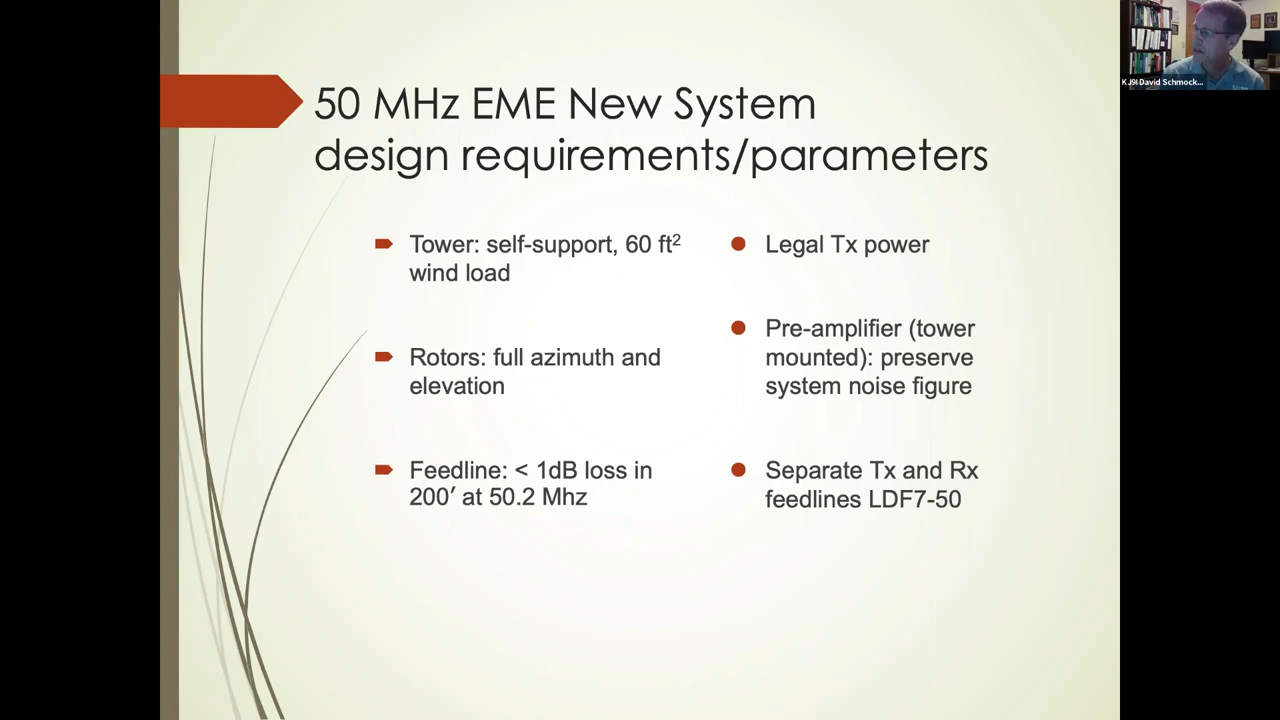 50 MHz EME New System
design requirements/parameters
Tower: self-support, 60 ft²
wind load
Rotors: full azimuth and
elevation
Feedline: < 1dB loss in
200′ at 50.2 Mhz
Legal Tx power
Pre-amplifier (tower
mounted): preserve
system noise figure
Separate Tx and Rx
feedlines LDF7-50
KJ9I David Schmock...